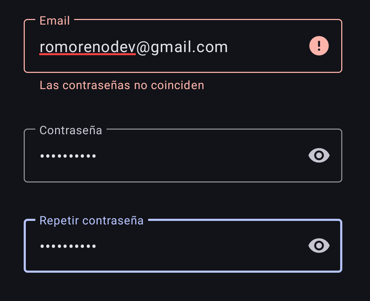 Email
romorenodev@gmail.com
Las contraseñas no coinciden
Contraseña
••••••••••
Repetir contraseña
••••••••••